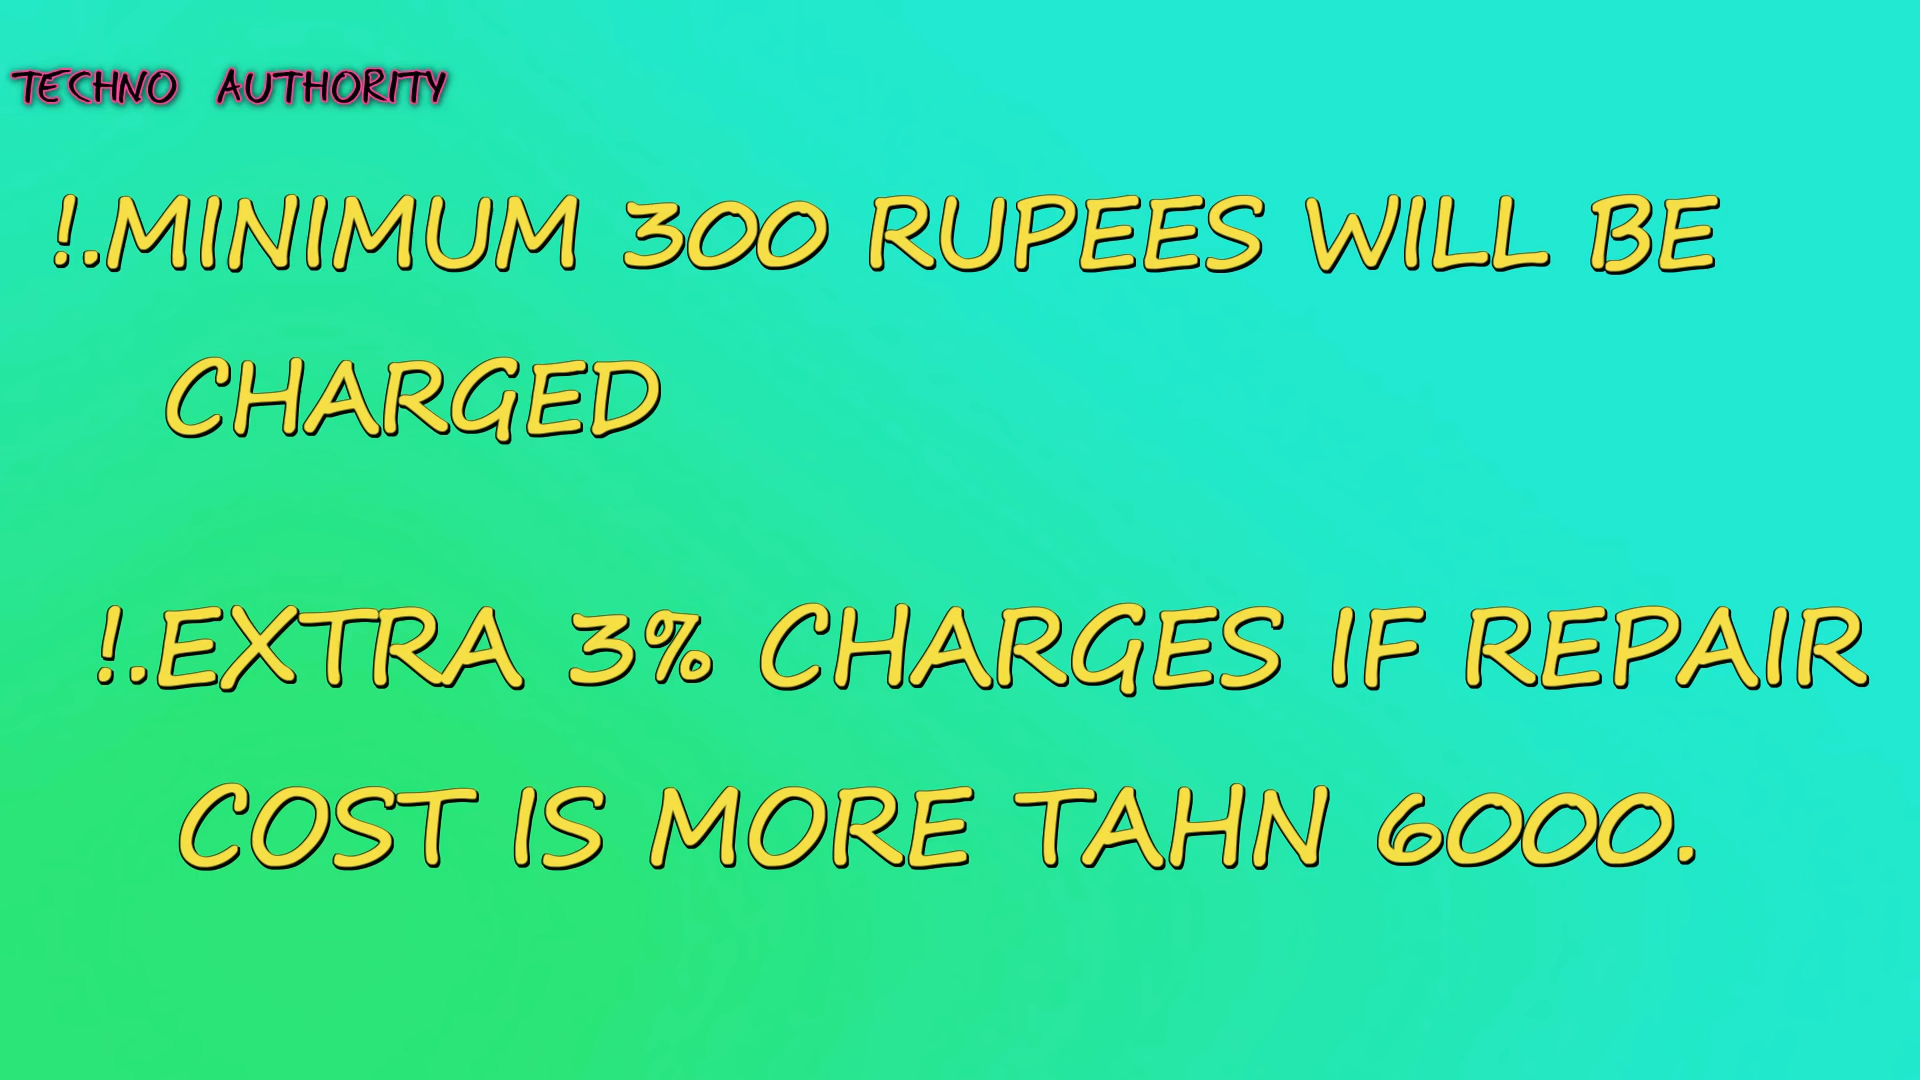 TECHNO AUTHORITY
!.MINIMUM 300 RUPEES WILL BE
CHARGED
!.EXTRA 3% CHARGES IF REPAIR
COST IS MORE TAHN 6000.